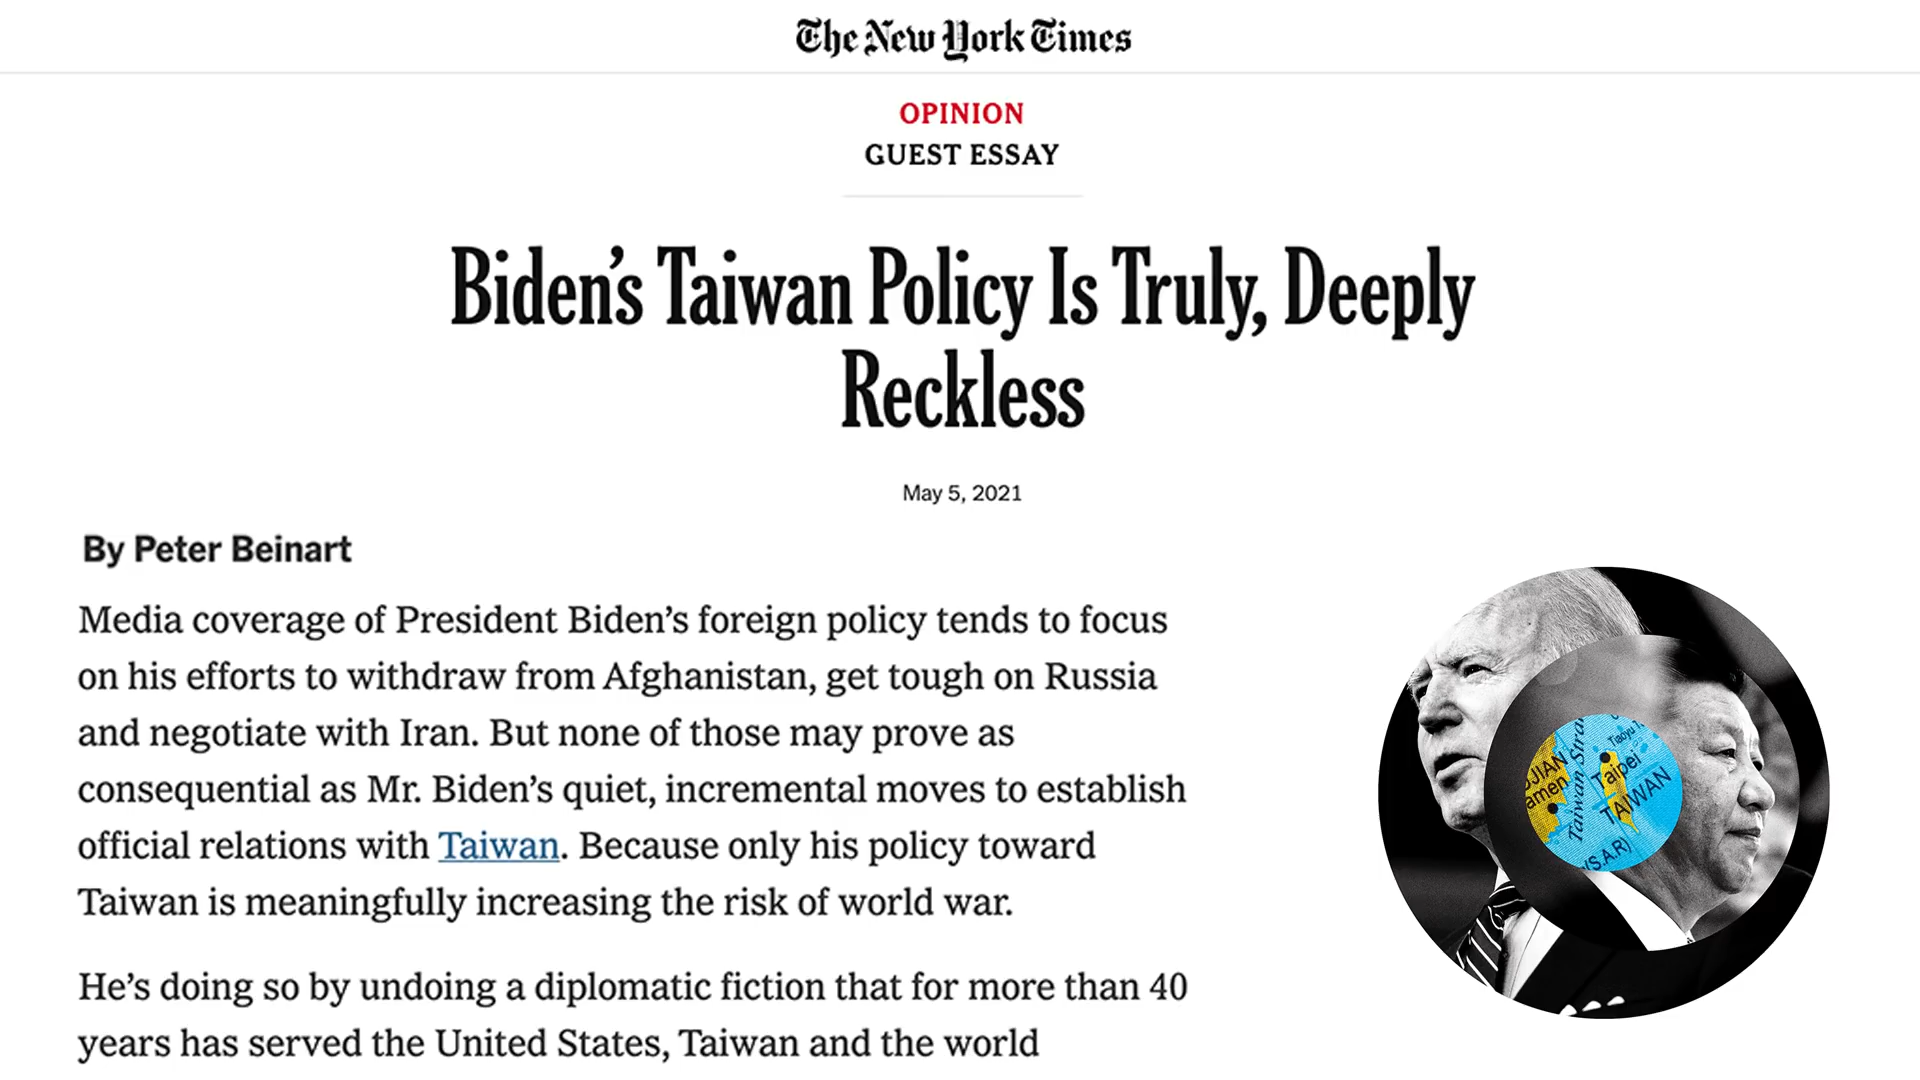 The New York Times
OPINION
GUEST ESSAY
Biden’s Taiwan Policy Is Truly, Deeply
Reckless
May 5, 2021
By Peter Beinart
Media coverage of President Biden’s foreign policy tends to focus
on his efforts to withdraw from Afghanistan, get tough on Russia
and negotiate with Iran. But none of those may prove as
consequential as Mr. Biden’s quiet, incremental moves to establish
official relations with Taiwan. Because only his policy toward
Taiwan is meaningfully increasing the risk of world war.
He’s doing so by undoing a diplomatic fiction that for more than 40
years has served the United States, Taiwan and the world
Taipei
TAIWAN
(S.A.R)